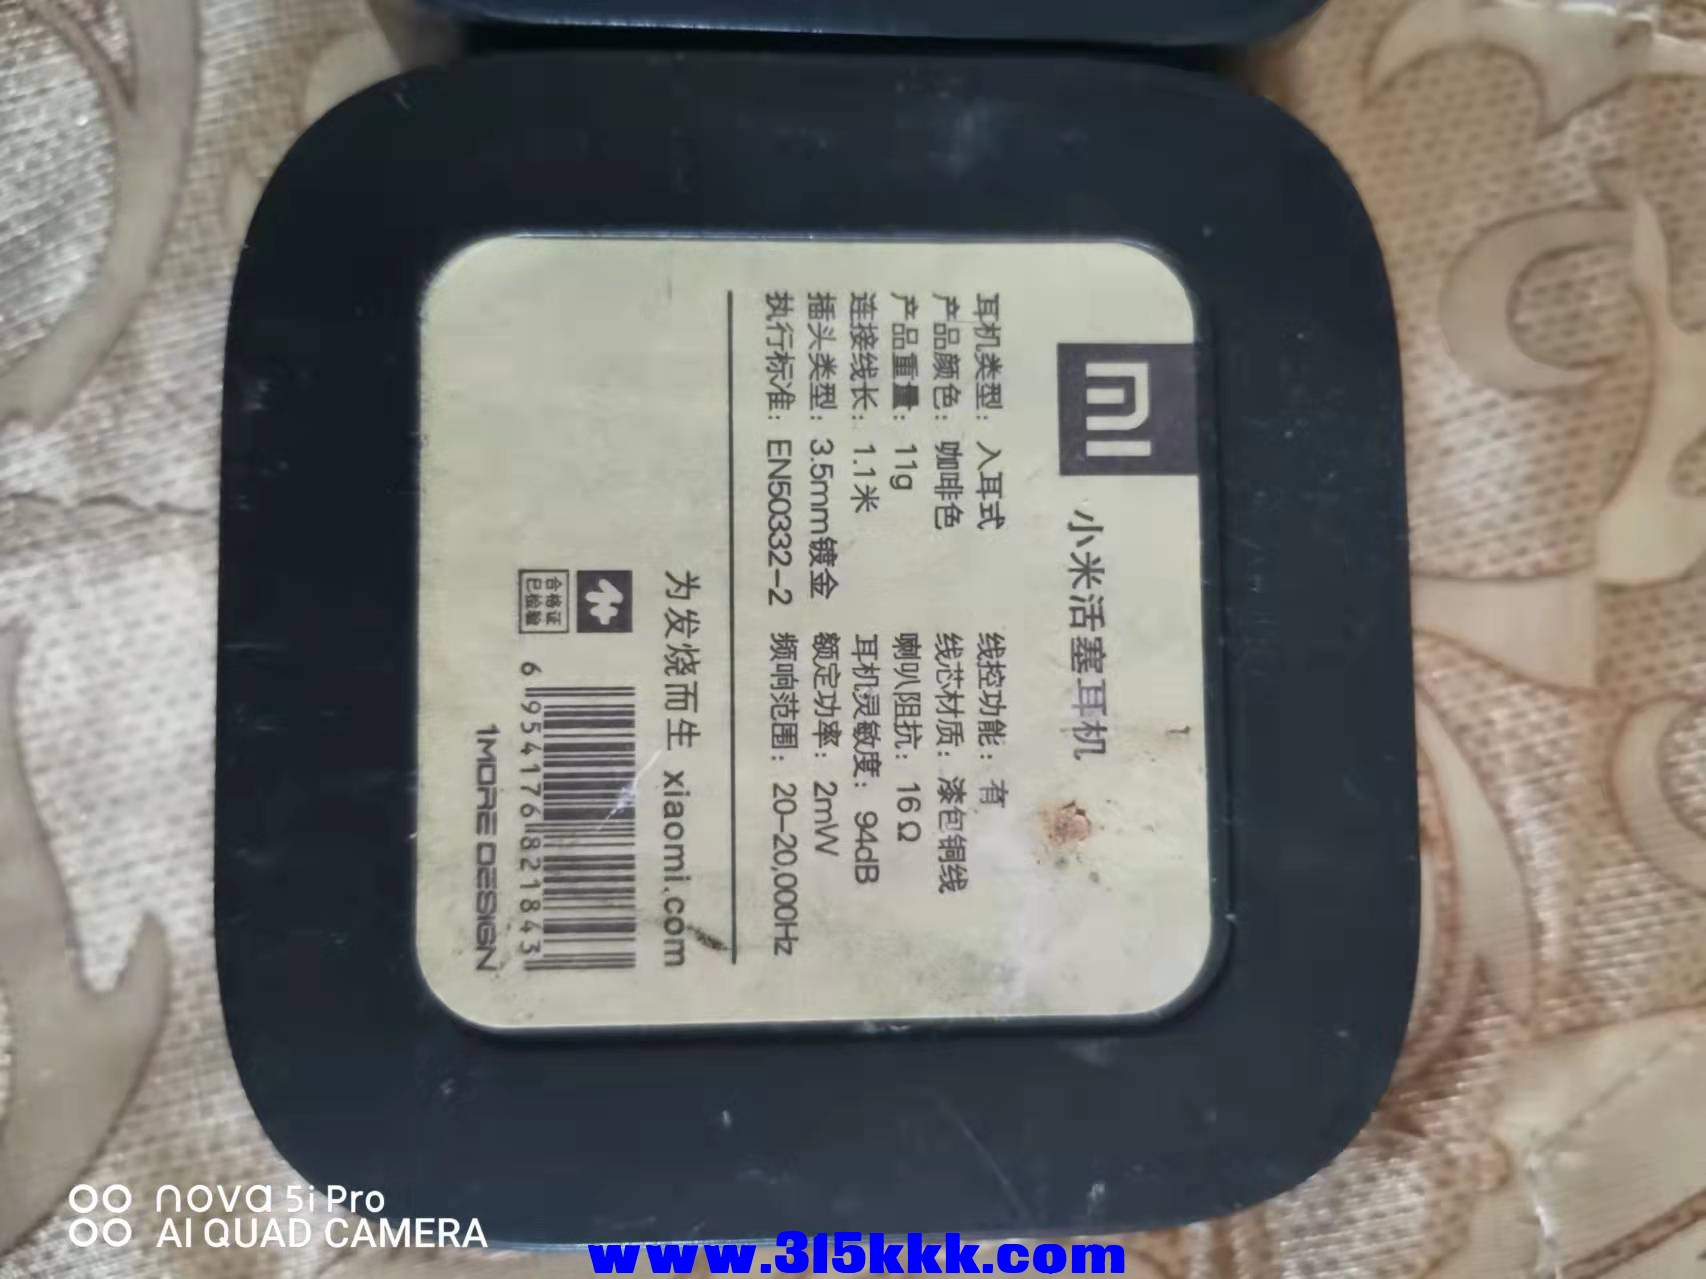 小米活塞耳机
耳机类型：入耳式 线控功能：有
产品颜色：咖啡色 线芯材质：漆包铜线
产品重量：11g 喇叭阻抗：16Ω
连接线长：1.1米 耳机灵敏度：94dB
插头类型：3.5mm镀金 额定功率：2mW
执行标准：EN50332-2 频响范围：20-20,000Hz
为发烧而生 xiaomi.com
合格证
已检验
6 954176 821843
1MORE DESIGN
nova 5i Pro
AI QUAD CAMERA
www.315kkk.com